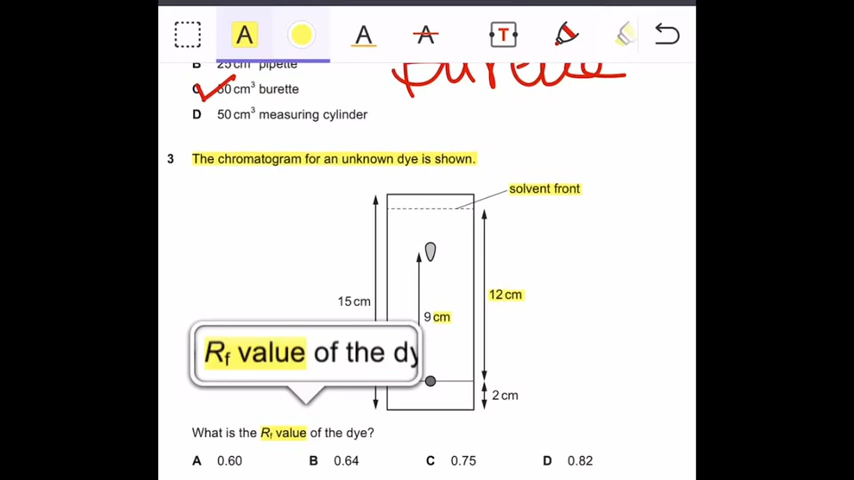 A A A T
B 25 cm³ pipette
C 50 cm³ burette
burette
D 50 cm³ measuring cylinder
3 The chromatogram for an unknown dye is shown.
solvent front
12 cm
15 cm
9 cm
Rf value of the dy
2 cm
What is the Rf value of the dye?
A 0.60 B 0.64 C 0.75 D 0.82